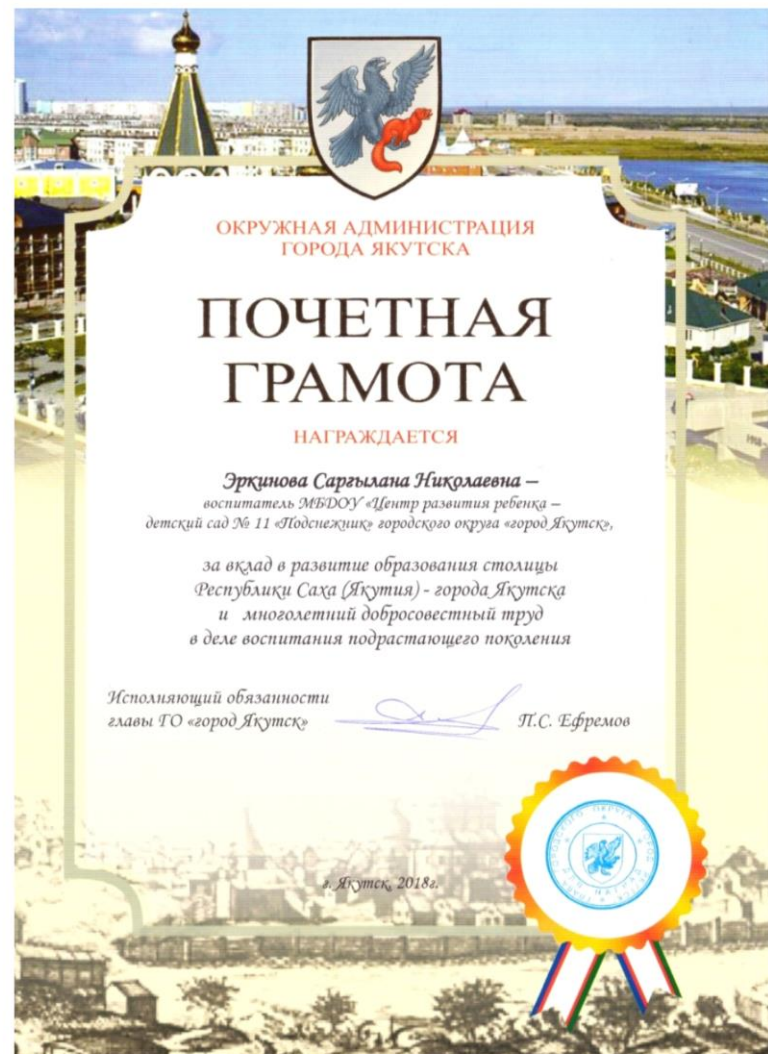 ОКРУЖНАЯ АДМИНИСТРАЦИЯ
ГОРОДА ЯКУТСКА
ПОЧЕТНАЯ
ГРАМОТА
НАГРАЖДАЕТСЯ
Эркинова Саргылана Николаевна –
воспитатель МБДОУ «Центр развития ребенка –
детский сад № 11 «Подснежник» городского округа «город Якутск»,
за вклад в развитие образования столицы
Республики Саха (Якутия) - города Якутска
и многолетний добросовестный труд
в деле воспитания подрастающего поколения
Исполняющий обязанности
главы ГО «город Якутск»
П.С. Ефремов
г. Якутск, 2018г.